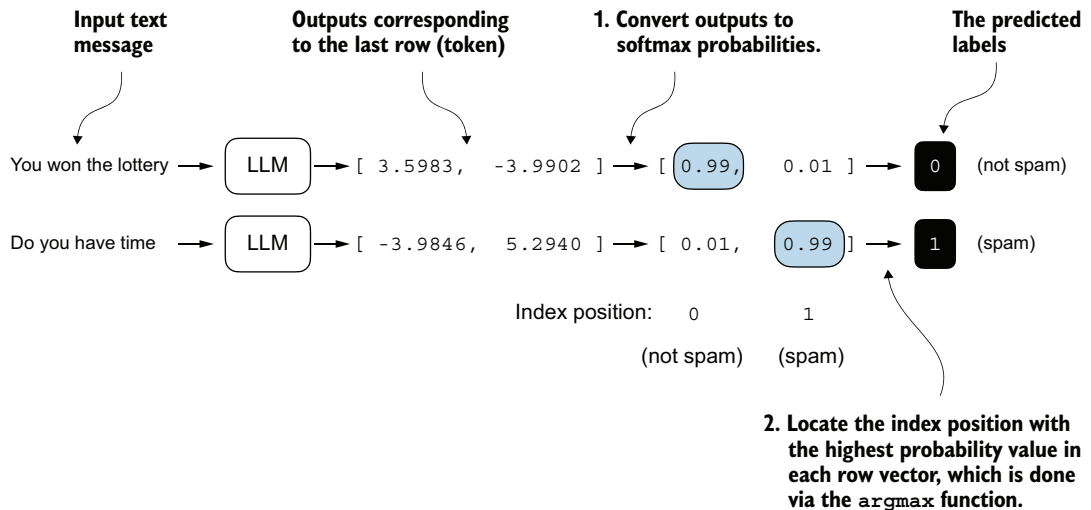 Input text
message
Outputs corresponding
to the last row (token)
1. Convert outputs to
softmax probabilities.
The predicted
labels
You won the lottery LLM [ 3.5983, -3.9902 ] [ 0.99, 0.01 ] 0 (not spam)
Do you have time LLM [ -3.9846, 5.2940 ] [ 0.01, 0.99 ] 1 (spam)
Index position: 0 1
(not spam) (spam)
2. Locate the index position with
the highest probability value in
each row vector, which is done
via the argmax function.